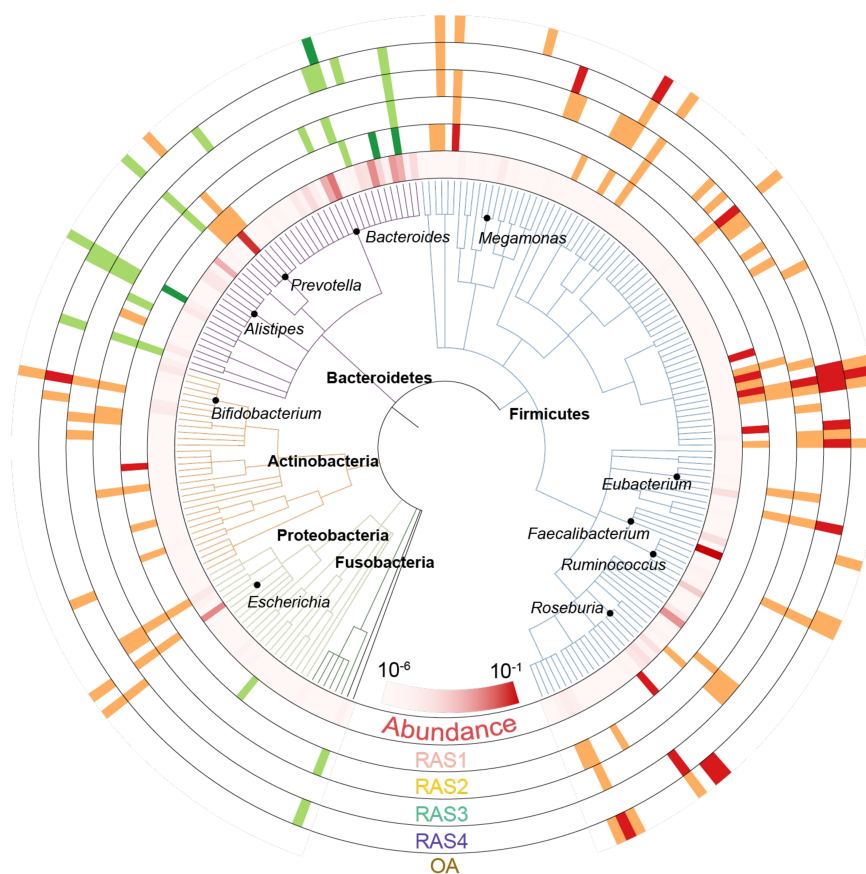 Bacteroides
Megamonas
Prevotella
Alistipes
Bacteroidetes
Bifidobacterium
Firmicutes
Actinobacteria
Eubacterium
Proteobacteria
Faecalibacterium
Fusobacteria
Ruminococcus
Escherichia
Roseburia
10⁻⁶ 10⁻¹
Abundance
RAS1
RAS2
RAS3
RAS4
OA